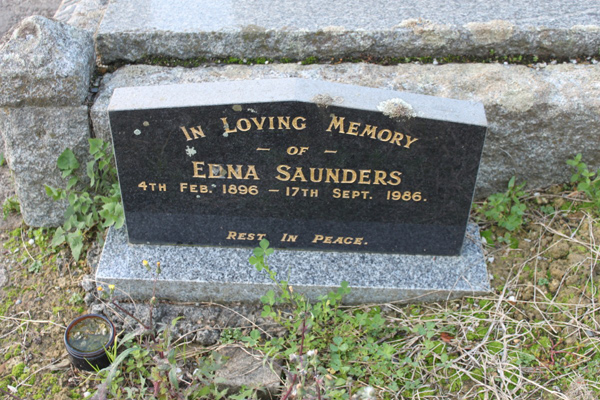 In Loving Memory
– of –
Edna Saunders
4th Feb. 1896 – 17th Sept. 1986.
Rest In Peace.